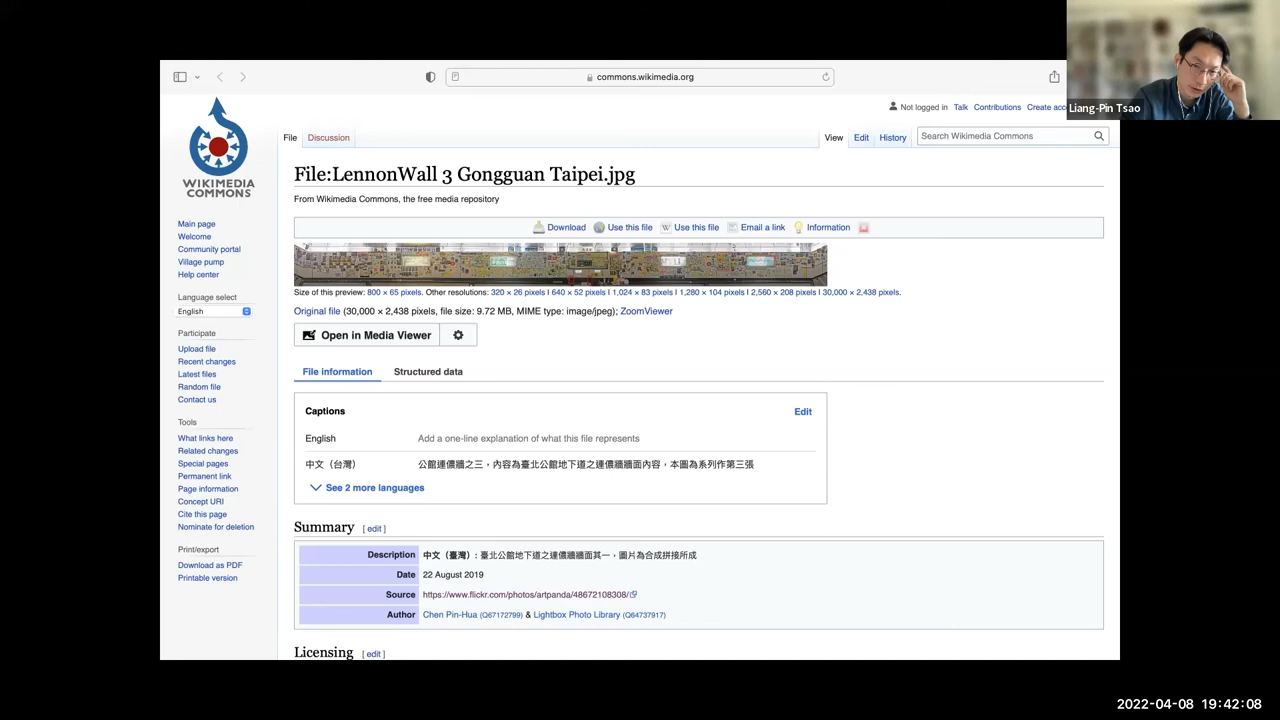 commons.wikimedia.org
Liang-Pin Tsao
Not logged in Talk Contributions Create acc
File Discussion View Edit History Search Wikimedia Commons
WIKIMEDIA
COMMONS
File:LennonWall 3 Gongguan Taipei.jpg
From Wikimedia Commons, the free media repository
Main page
Welcome
Community portal
Village pump
Help center
Language select
English
Participate
Upload file
Recent changes
Latest files
Random file
Contact us
Tools
What links here
Related changes
Special pages
Permanent link
Page information
Concept URI
Cite this page
Nominate for deletion
Print/export
Download as PDF
Printable version
Download Use this file W Use this file Email a link Information
Size of this preview: 800 × 65 pixels. Other resolutions: 320 × 26 pixels | 640 × 52 pixels | 1,024 × 83 pixels | 1,280 × 104 pixels | 2,560 × 208 pixels | 30,000 × 2,438 pixels.
Original file (30,000 × 2,438 pixels, file size: 9.72 MB, MIME type: image/jpeg); ZoomViewer
Open in Media Viewer
File information Structured data
Captions Edit
English Add a one-line explanation of what this file represents
中文（台灣） 公館連儂牆之三，內容為臺北公館地下道之連儂牆牆面內容，本圖為系列作第三張
See 2 more languages
Summary [ edit ]
Description 中文（臺灣）: 臺北公館地下道之連儂牆牆面其一，圖片為合成拼接所成
Date 22 August 2019
Source https://www.flickr.com/photos/artpanda/48672108308/
Author Chen Pin-Hua (Q67172799) & Lightbox Photo Library (Q64737917)
Licensing [ edit ]
2022-04-08 19:42:08